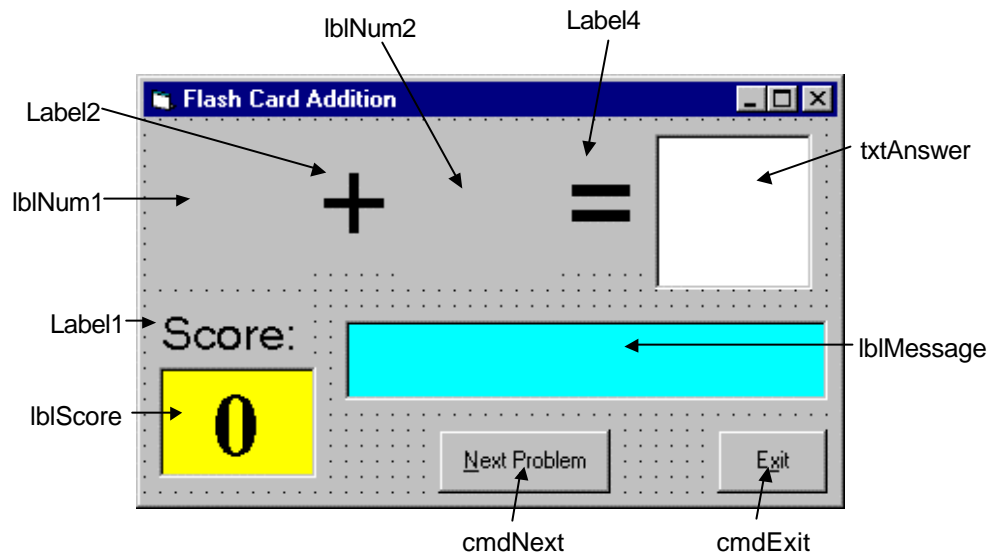 lblNum2
Label4
Flash Card Addition
Label2
txtAnswer
lblNum1
+
=
Label1
Score:
lblMessage
lblScore
0
Next Problem
Exit
cmdNext
cmdExit